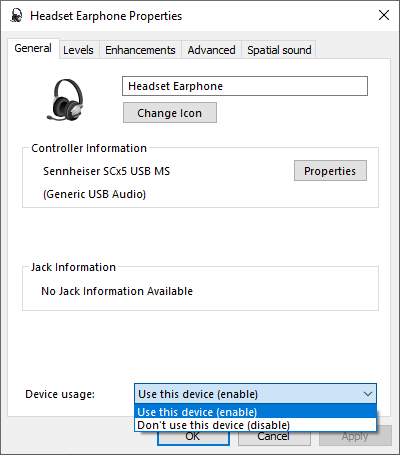 Headset Earphone Properties
General Levels Enhancements Advanced Spatial sound
Headset Earphone
Change Icon
Controller Information
Sennheiser SCx5 USB MS
Properties
(Generic USB Audio)
Jack Information
No Jack Information Available
Device usage: Use this device (enable)
Use this device (enable)
Don't use this device (disable)
OK Cancel Apply